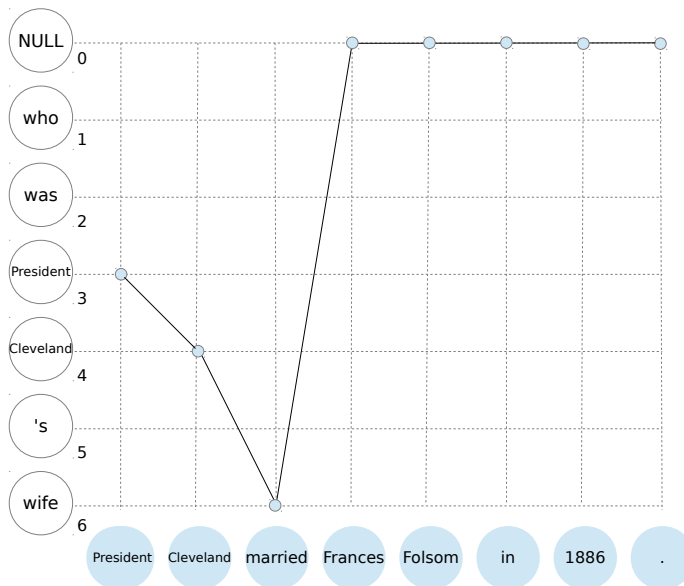 NULL
0
who
1
was
2
President
3
Cleveland
4
's
5
wife
6
President Cleveland married Frances Folsom in 1886 .